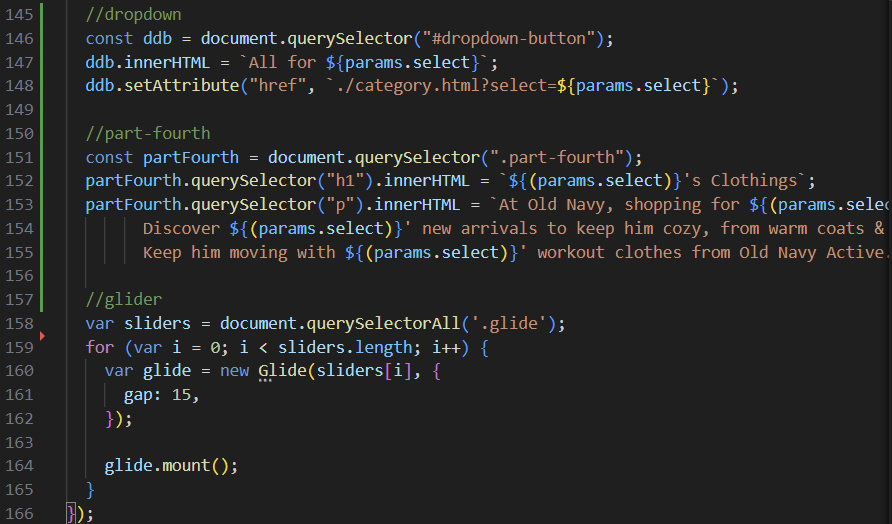 145 //dropdown
146 const ddb = document.querySelector("#dropdown-button");
147 ddb.innerHTML = `All for ${params.select}`;
148 ddb.setAttribute("href", `./category.html?select=${params.select}`);
149
150 //part-fourth
151 const partFourth = document.querySelector(".part-fourth");
152 partFourth.querySelector("h1").innerHTML = `${(params.select)}'s Clothings`;
153 partFourth.querySelector("p").innerHTML = `At Old Navy, shopping for ${(params.selec
154 Discover ${(params.select)}' new arrivals to keep him cozy, from warm coats &
155 Keep him moving with ${(params.select)}' workout clothes from Old Navy Active.
156
157 //glider
158 var sliders = document.querySelectorAll('.glide');
159 for (var i = 0; i < sliders.length; i++) {
160 var glide = new Glide(sliders[i], {
161 gap: 15,
162 });
163
164 glide.mount();
165 }
166 });